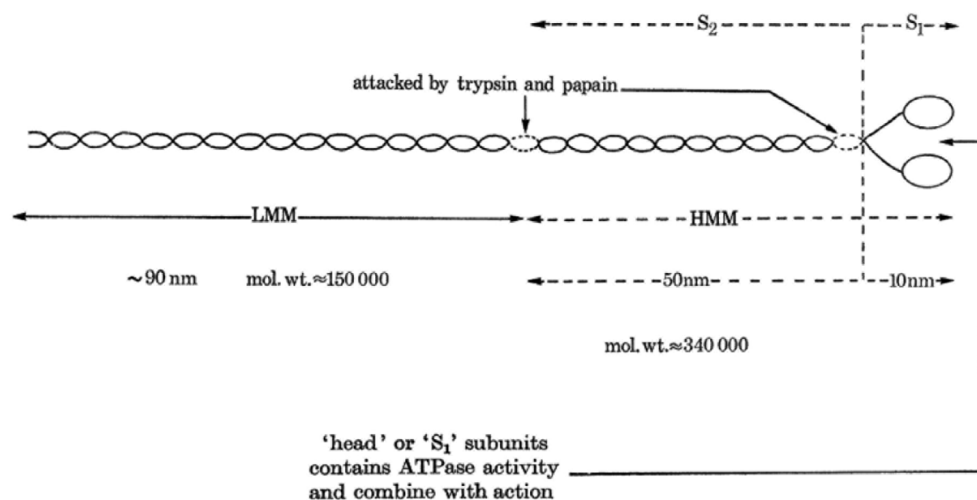 S2 S1
attacked by trypsin and papain
LMM HMM
~90 nm mol. wt.≈150 000 50nm 10nm
mol. wt.≈340 000
'head' or 'S1' subunits
contains ATPase activity
and combine with action